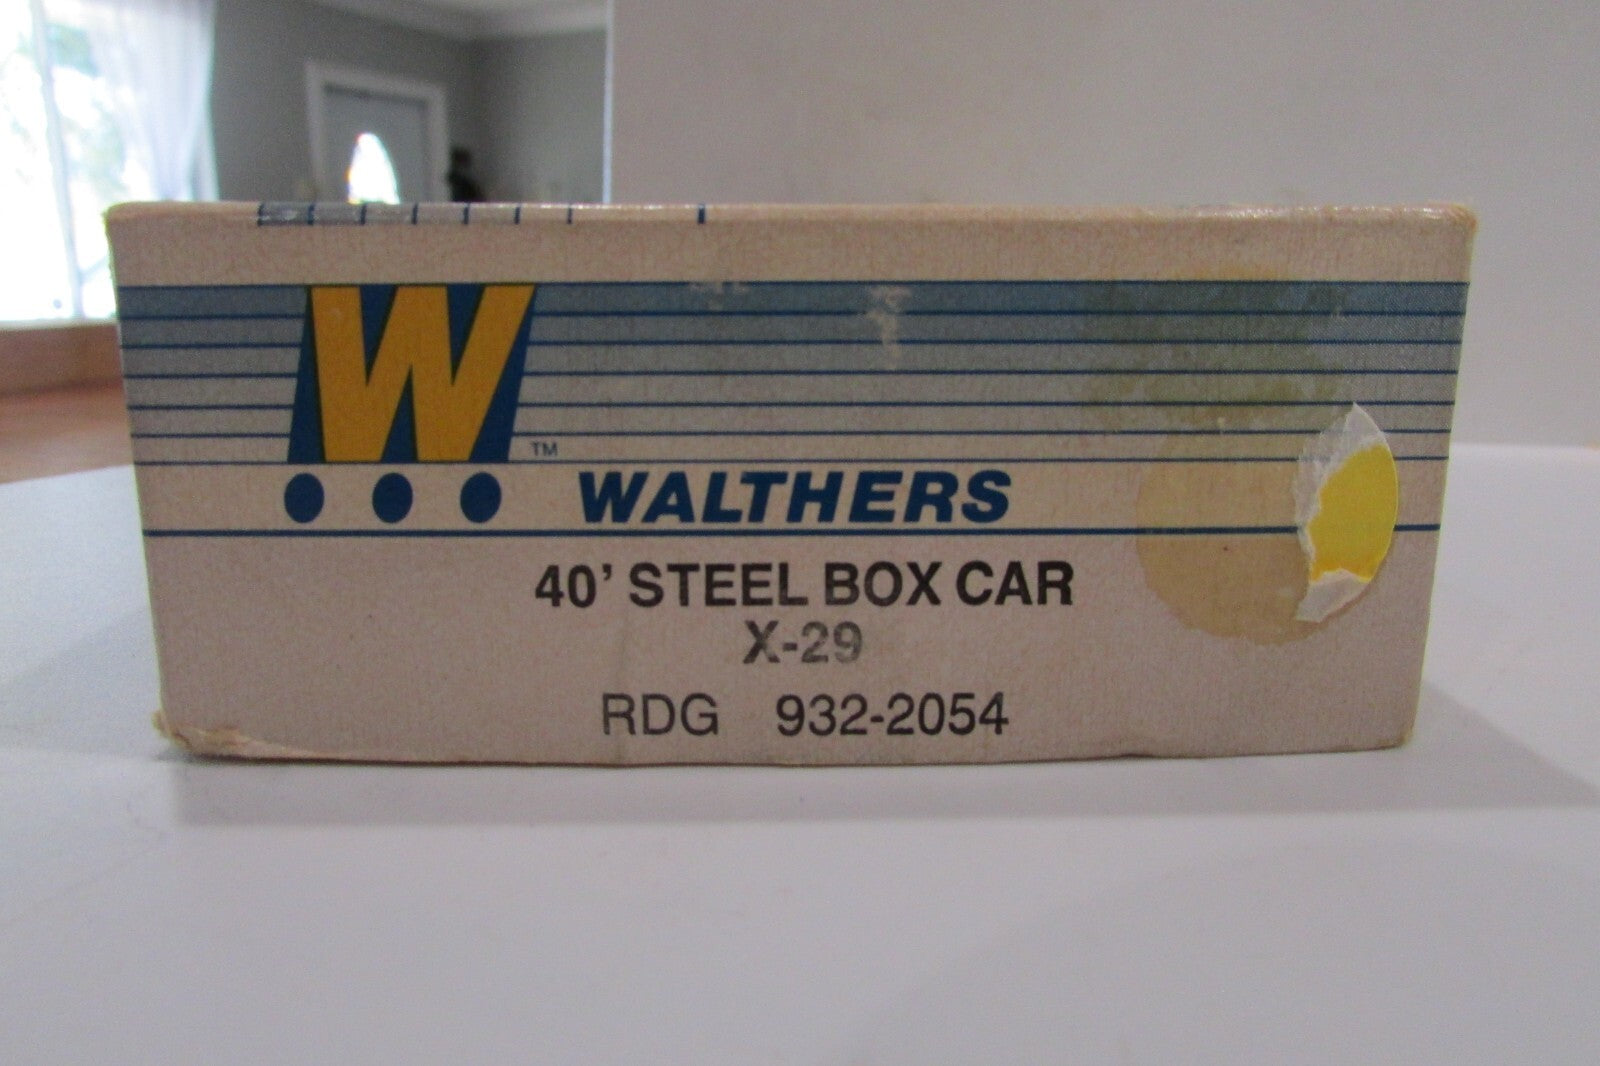 W TM
WALTHERS
40' STEEL BOX CAR
X-29
RDG 932-2054